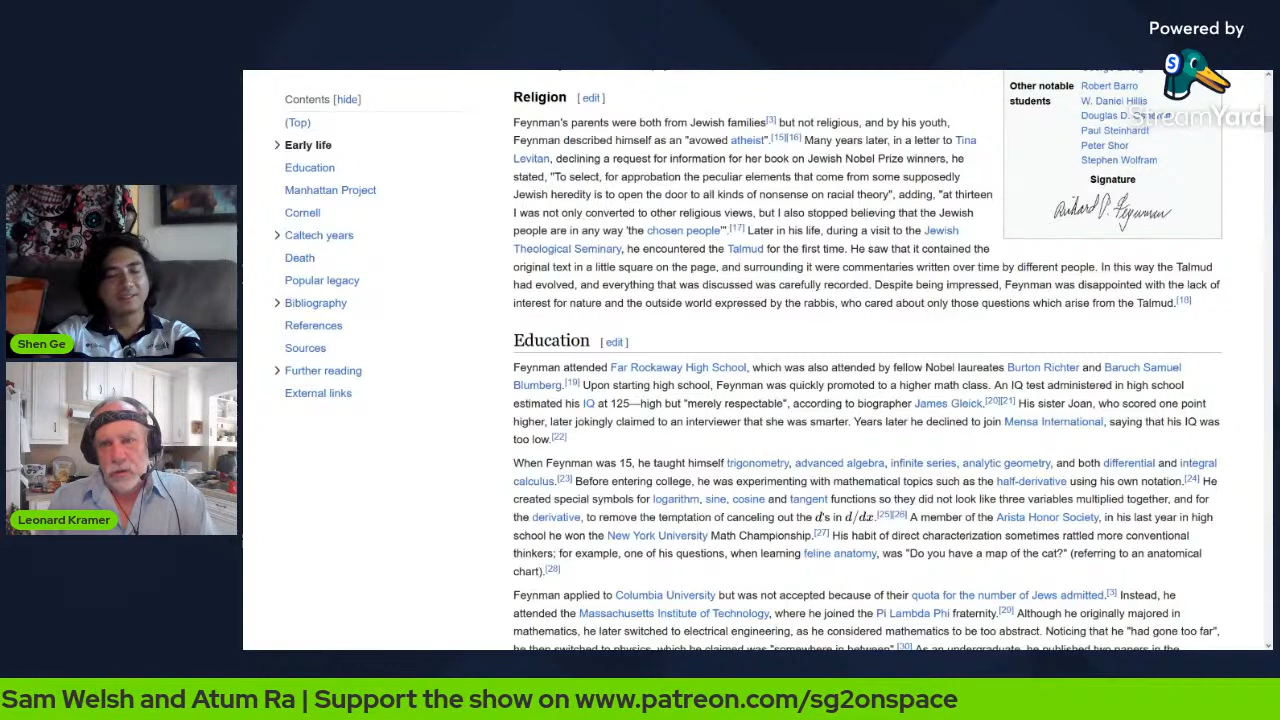 Powered by
StreamYard
Contents [hide]
(Top)
Early life
Education
Manhattan Project
Cornell
Caltech years
Death
Popular legacy
Bibliography
References
Sources
Further reading
External links
Religion [ edit ]
Feynman's parents were both from Jewish families[3] but not religious, and by his youth,
Feynman described himself as an "avowed atheist".[15][16] Many years later, in a letter to Tina
Levitan, declining a request for information for her book on Jewish Nobel Prize winners, he
stated, "To select, for approbation the peculiar elements that come from some supposedly
Jewish heredity is to open the door to all kinds of nonsense on racial theory", adding, "at thirteen
I was not only converted to other religious views, but I also stopped believing that the Jewish
people are in any way 'the chosen people'".[17] Later in his life, during a visit to the Jewish
Theological Seminary, he encountered the Talmud for the first time. He saw that it contained the
original text in a little square on the page, and surrounding it were commentaries written over time by different people. In this way the Talmud
had evolved, and everything that was discussed was carefully recorded. Despite being impressed, Feynman was disappointed with the lack of
interest for nature and the outside world expressed by the rabbis, who cared about only those questions which arise from the Talmud.[18]
Other notable
students
Robert Barro
W. Daniel Hillis
Douglas D.
Paul Steinhardt
Peter Shor
Stephen Wolfram
Signature
Richard P. Feynman
Education [ edit ]
Feynman attended Far Rockaway High School, which was also attended by fellow Nobel laureates Burton Richter and Baruch Samuel
Blumberg.[19] Upon starting high school, Feynman was quickly promoted to a higher math class. An IQ test administered in high school
estimated his IQ at 125—high but "merely respectable", according to biographer James Gleick.[20][21] His sister Joan, who scored one point
higher, later jokingly claimed to an interviewer that she was smarter. Years later he declined to join Mensa International, saying that his IQ was
too low.[22]
When Feynman was 15, he taught himself trigonometry, advanced algebra, infinite series, analytic geometry, and both differential and integral
calculus.[23] Before entering college, he was experimenting with mathematical topics such as the half-derivative using his own notation.[24] He
created special symbols for logarithm, sine, cosine and tangent functions so they did not look like three variables multiplied together, and for
the derivative, to remove the temptation of canceling out the d's in d/dx.[25][26] A member of the Arista Honor Society, in his last year in high
school he won the New York University Math Championship.[27] His habit of direct characterization sometimes rattled more conventional
thinkers; for example, one of his questions, when learning feline anatomy, was "Do you have a map of the cat?" (referring to an anatomical
chart).[28]
Feynman applied to Columbia University but was not accepted because of their quota for the number of Jews admitted.[3] Instead, he
attended the Massachusetts Institute of Technology, where he joined the Pi Lambda Phi fraternity.[29] Although he originally majored in
mathematics, he later switched to electrical engineering, as he considered mathematics to be too abstract. Noticing that he "had gone too far",
he then switched to physics, which he claimed was "somewhere in between".[30] As an undergraduate, he published two papers in the
Shen Ge
Leonard Kramer
Sam Welsh and Atum Ra | Support the show on www.patreon.com/sg2onspace